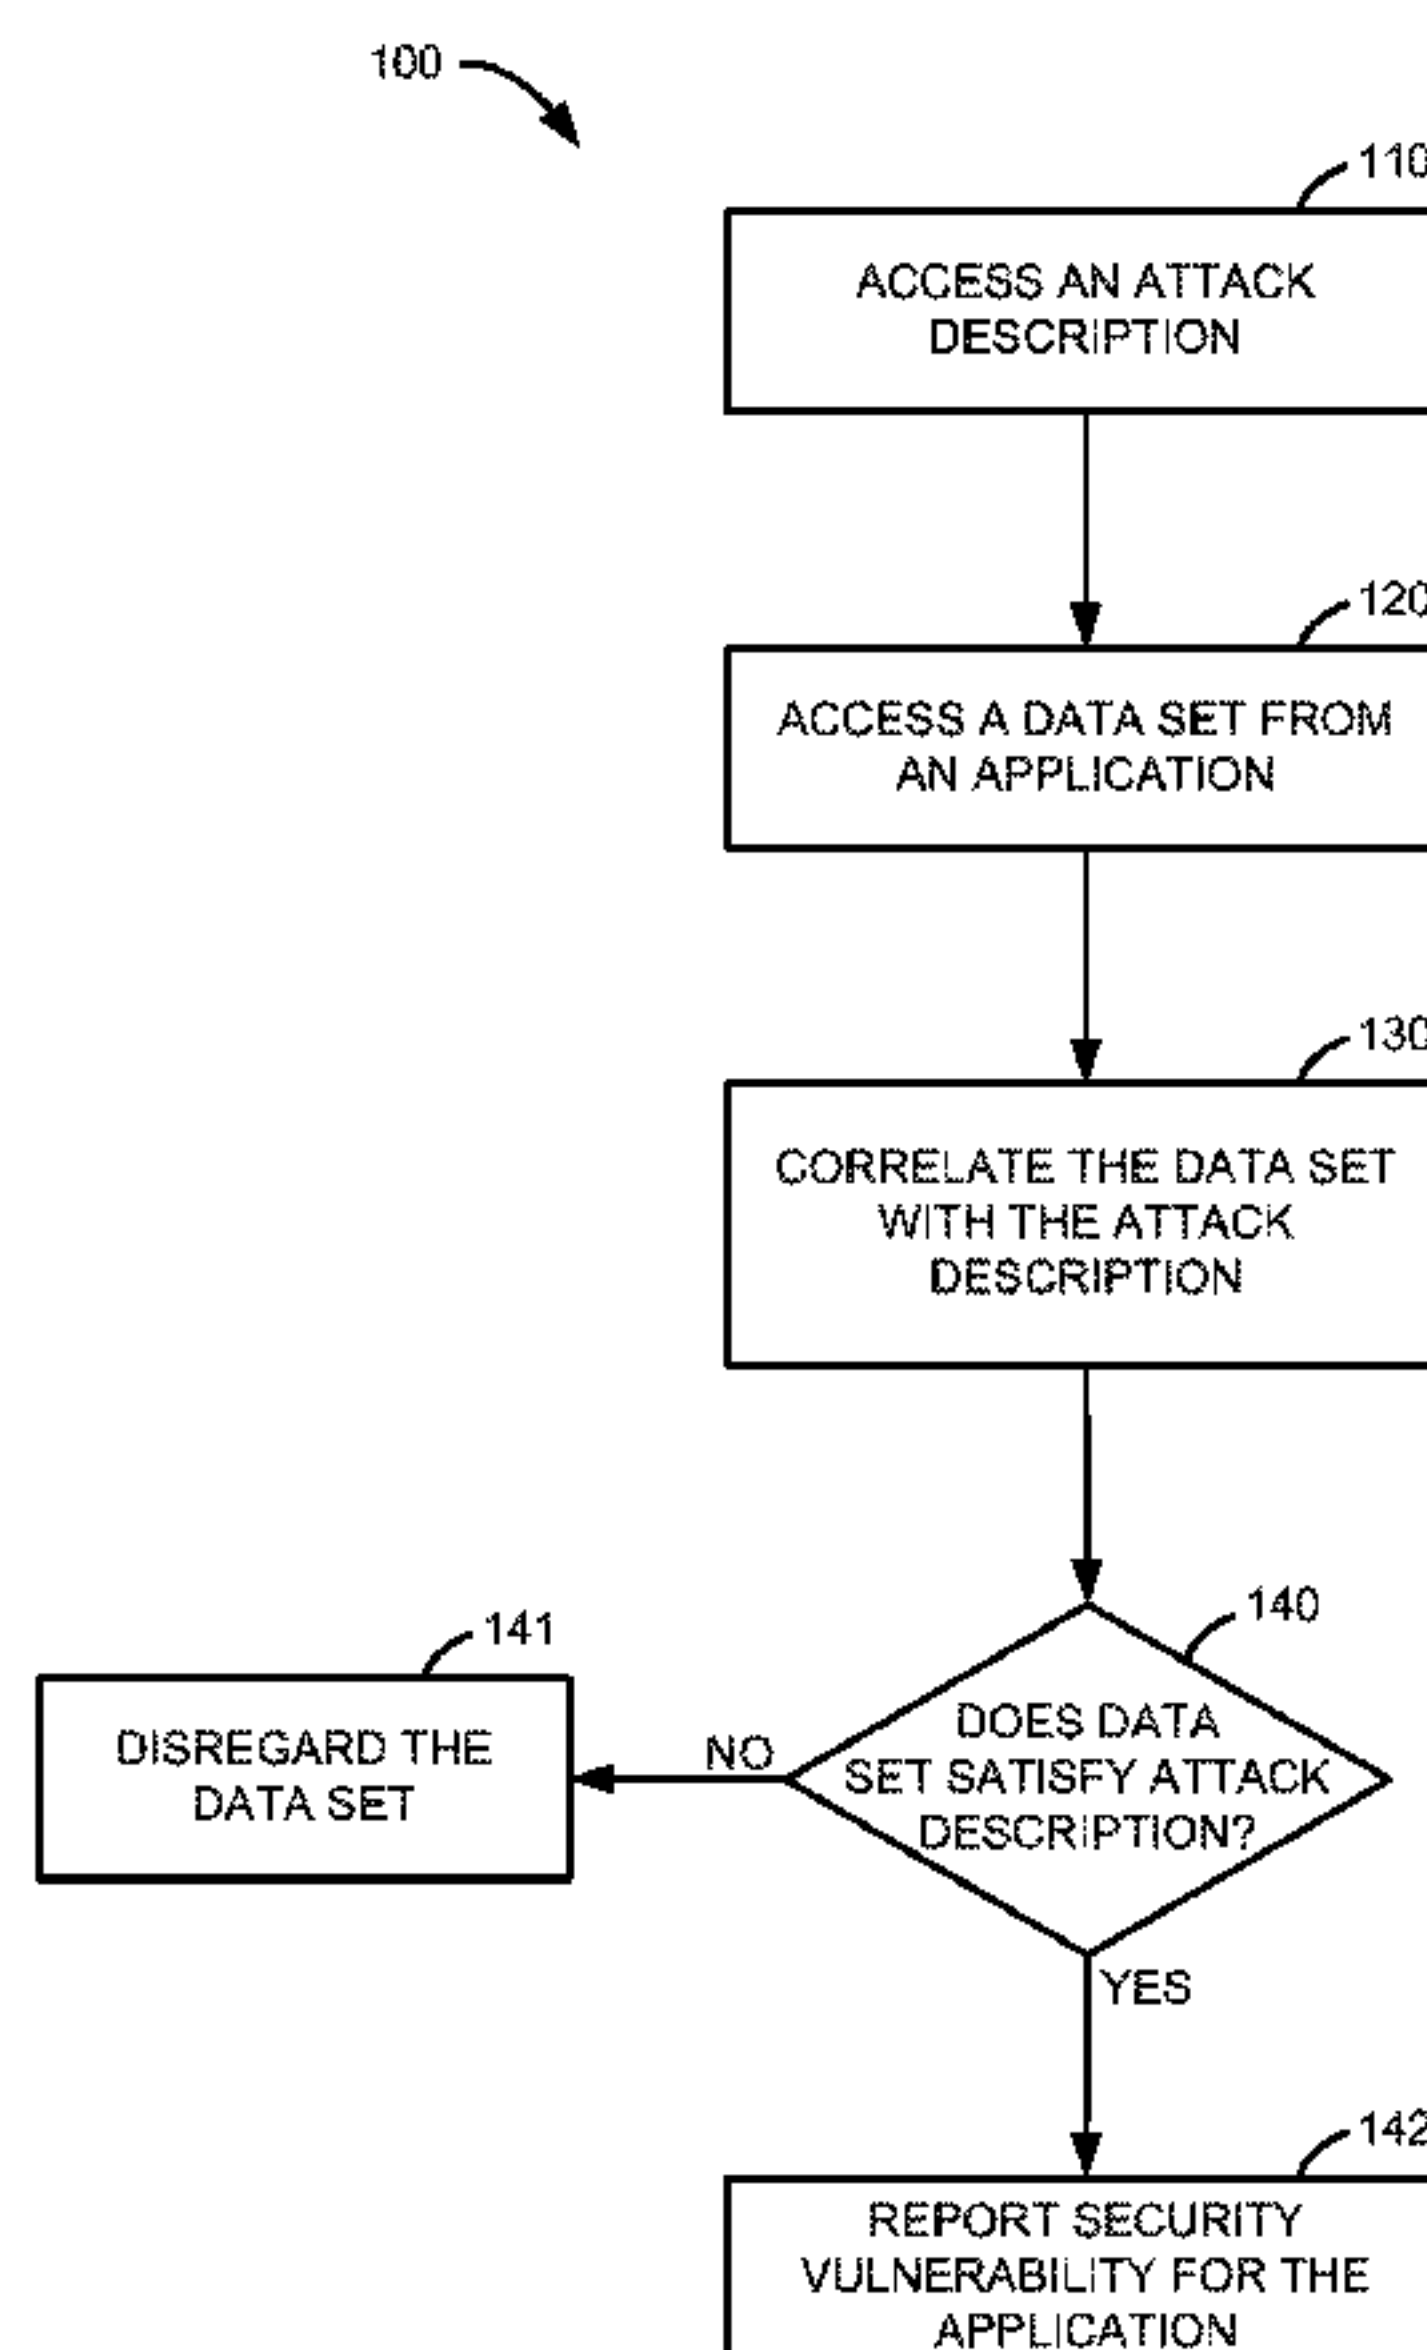 100
110
ACCESS AN ATTACK
DESCRIPTION
120
ACCESS A DATA SET FROM
AN APPLICATION
130
CORRELATE THE DATA SET
WITH THE ATTACK
DESCRIPTION
140
DOES DATA
SET SATISFY ATTACK
DESCRIPTION?
NO
141
DISREGARD THE
DATA SET
YES
142
REPORT SECURITY
VULNERABILITY FOR THE
APPLICATION